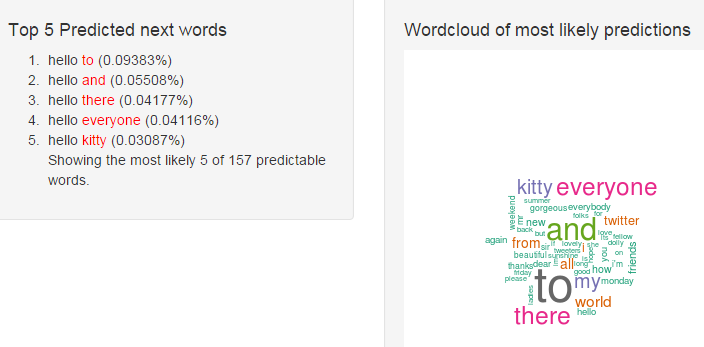 Top 5 Predicted next words
1. hello to (0.09383%)
2. hello and (0.05508%)
3. hello there (0.04177%)
4. hello everyone (0.04116%)
5. hello kitty (0.03087%)
Showing the most likely 5 of 157 predictable
words.
Wordcloud of most likely predictions
kitty everyone
summer
weekend
gorgeous everybody
mr
folks for
new
twitter
back but
and
love
its
fellow
again
from
sir if lovely i she
dolly
tweeters
you
on
friends
beautiful sunshine is
hope
im
thanks dear all long how i'm
friday
good
please
to my monday
ladies
world
there hello